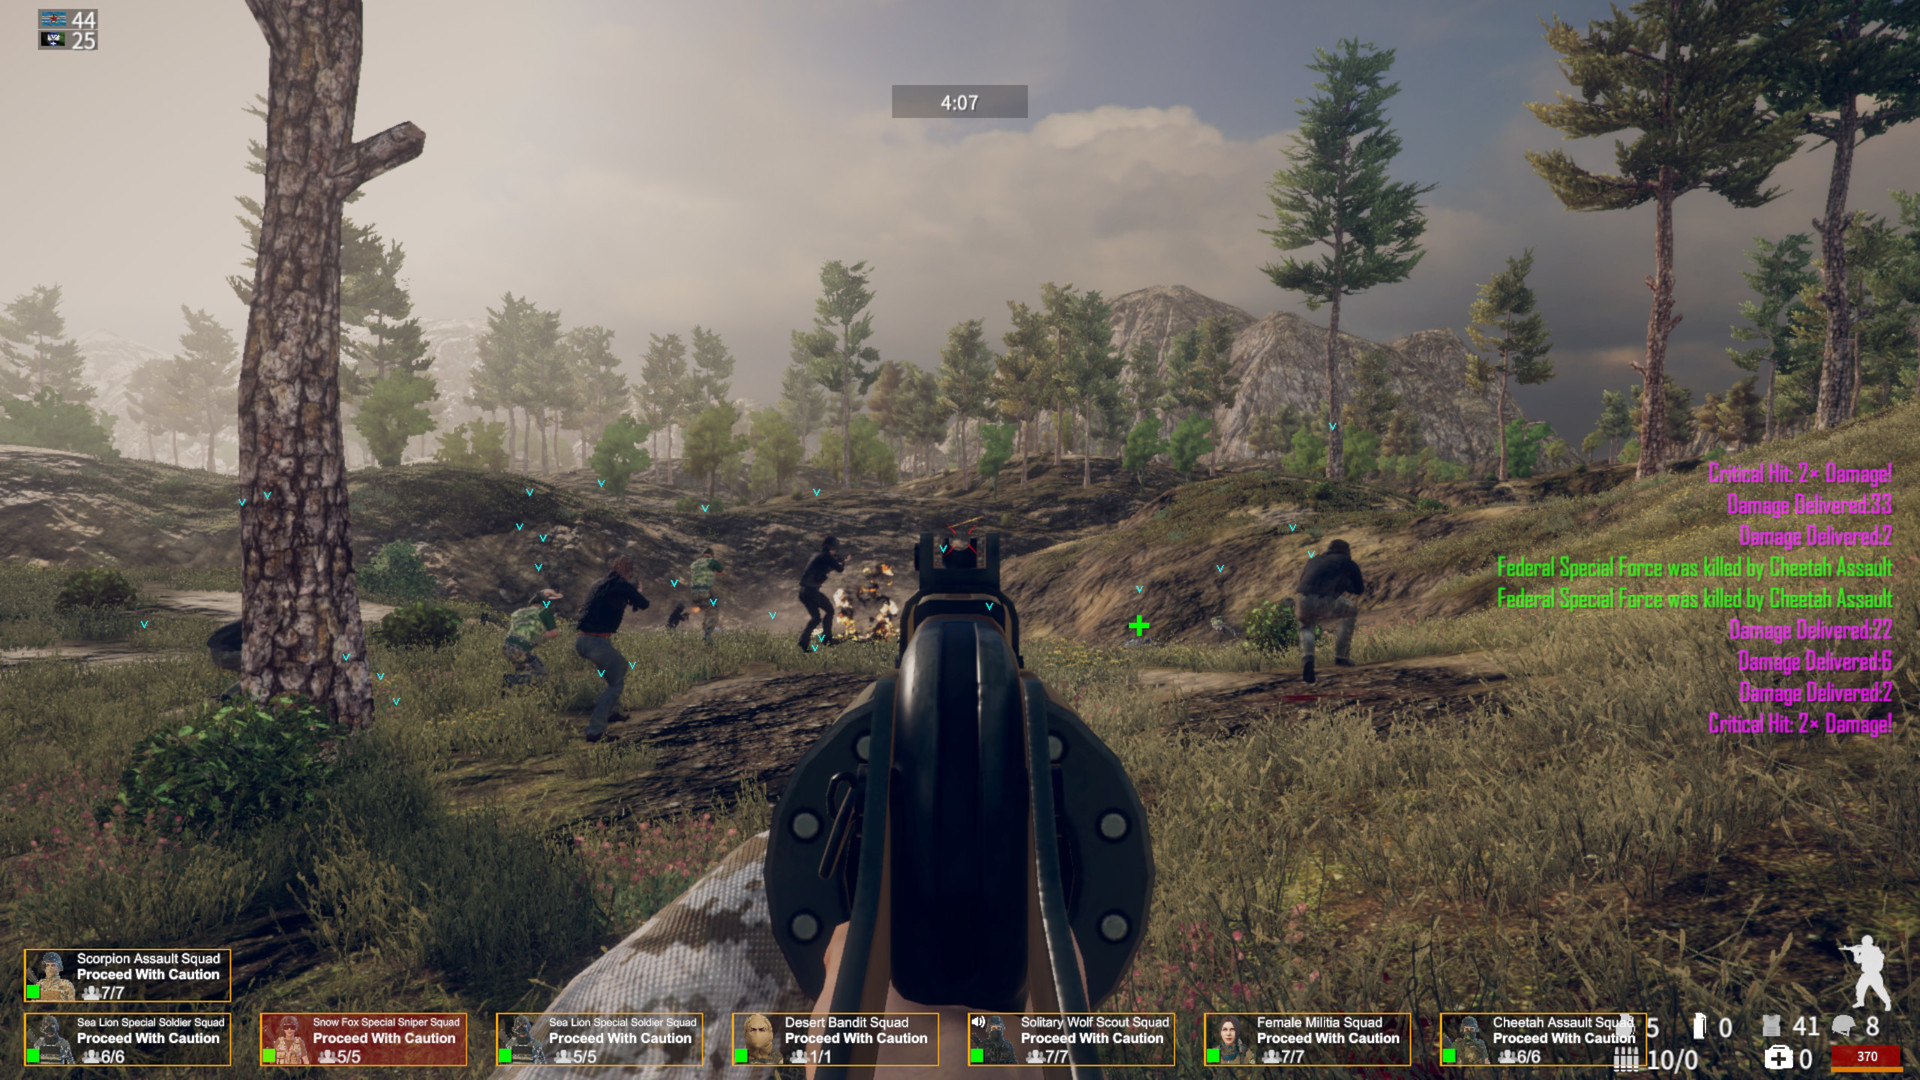 44
25
4:07
Critical Hit: 2× Damage!
Damage Delivered:33
Damage Delivered:2
Federal Special Force was killed by Cheetah Assault
Federal Special Force was killed by Cheetah Assault
Damage Delivered:22
Damage Delivered:6
Damage Delivered:2
Critical Hit: 2× Damage!
Scorpion Assault Squad
Proceed With Caution
7/7
Sea Lion Special Soldier Squad
Proceed With Caution
6/6
Snow Fox Special Sniper Squad
Proceed With Caution
5/5
Sea Lion Special Soldier Squad
Proceed With Caution
5/5
Desert Bandit Squad
Proceed With Caution
1/1
Solitary Wolf Scout Squad
Proceed With Caution
7/7
Female Militia Squad
Proceed With Caution
7/7
Cheetah Assault Squad
Proceed With Caution
6/6
5 0 41 8
10/0 0 370